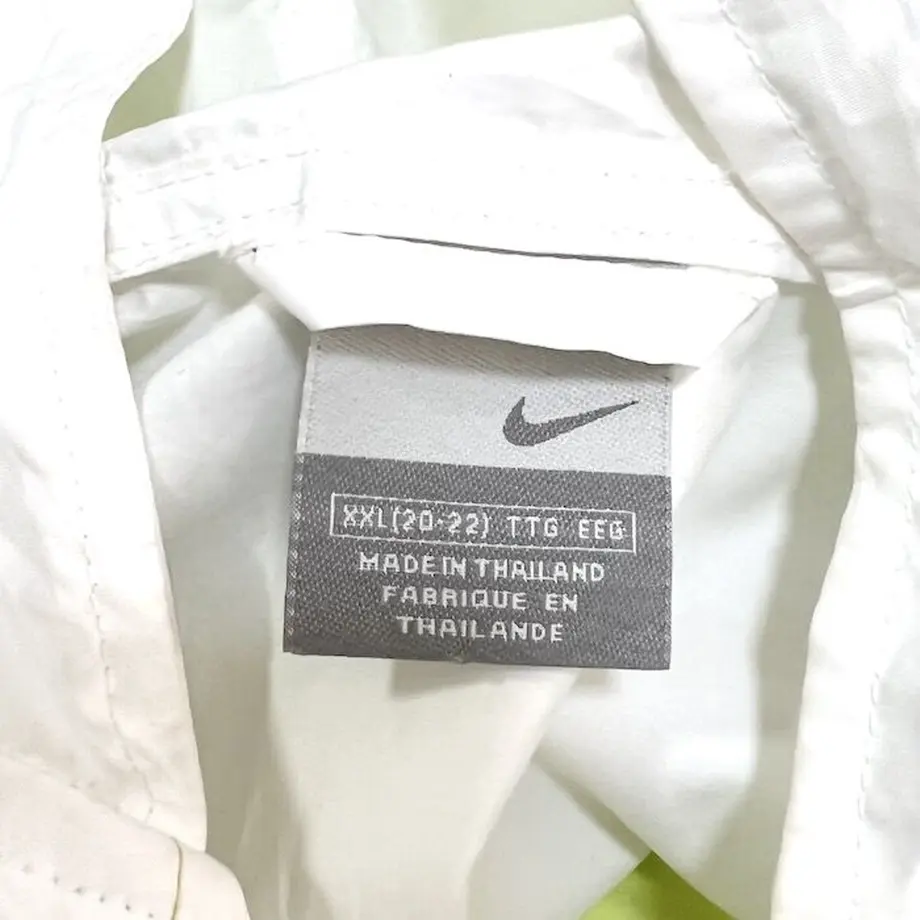 XXL(20-22) TTG EEG
MADE IN THAILAND
FABRIQUE EN
THAILANDE